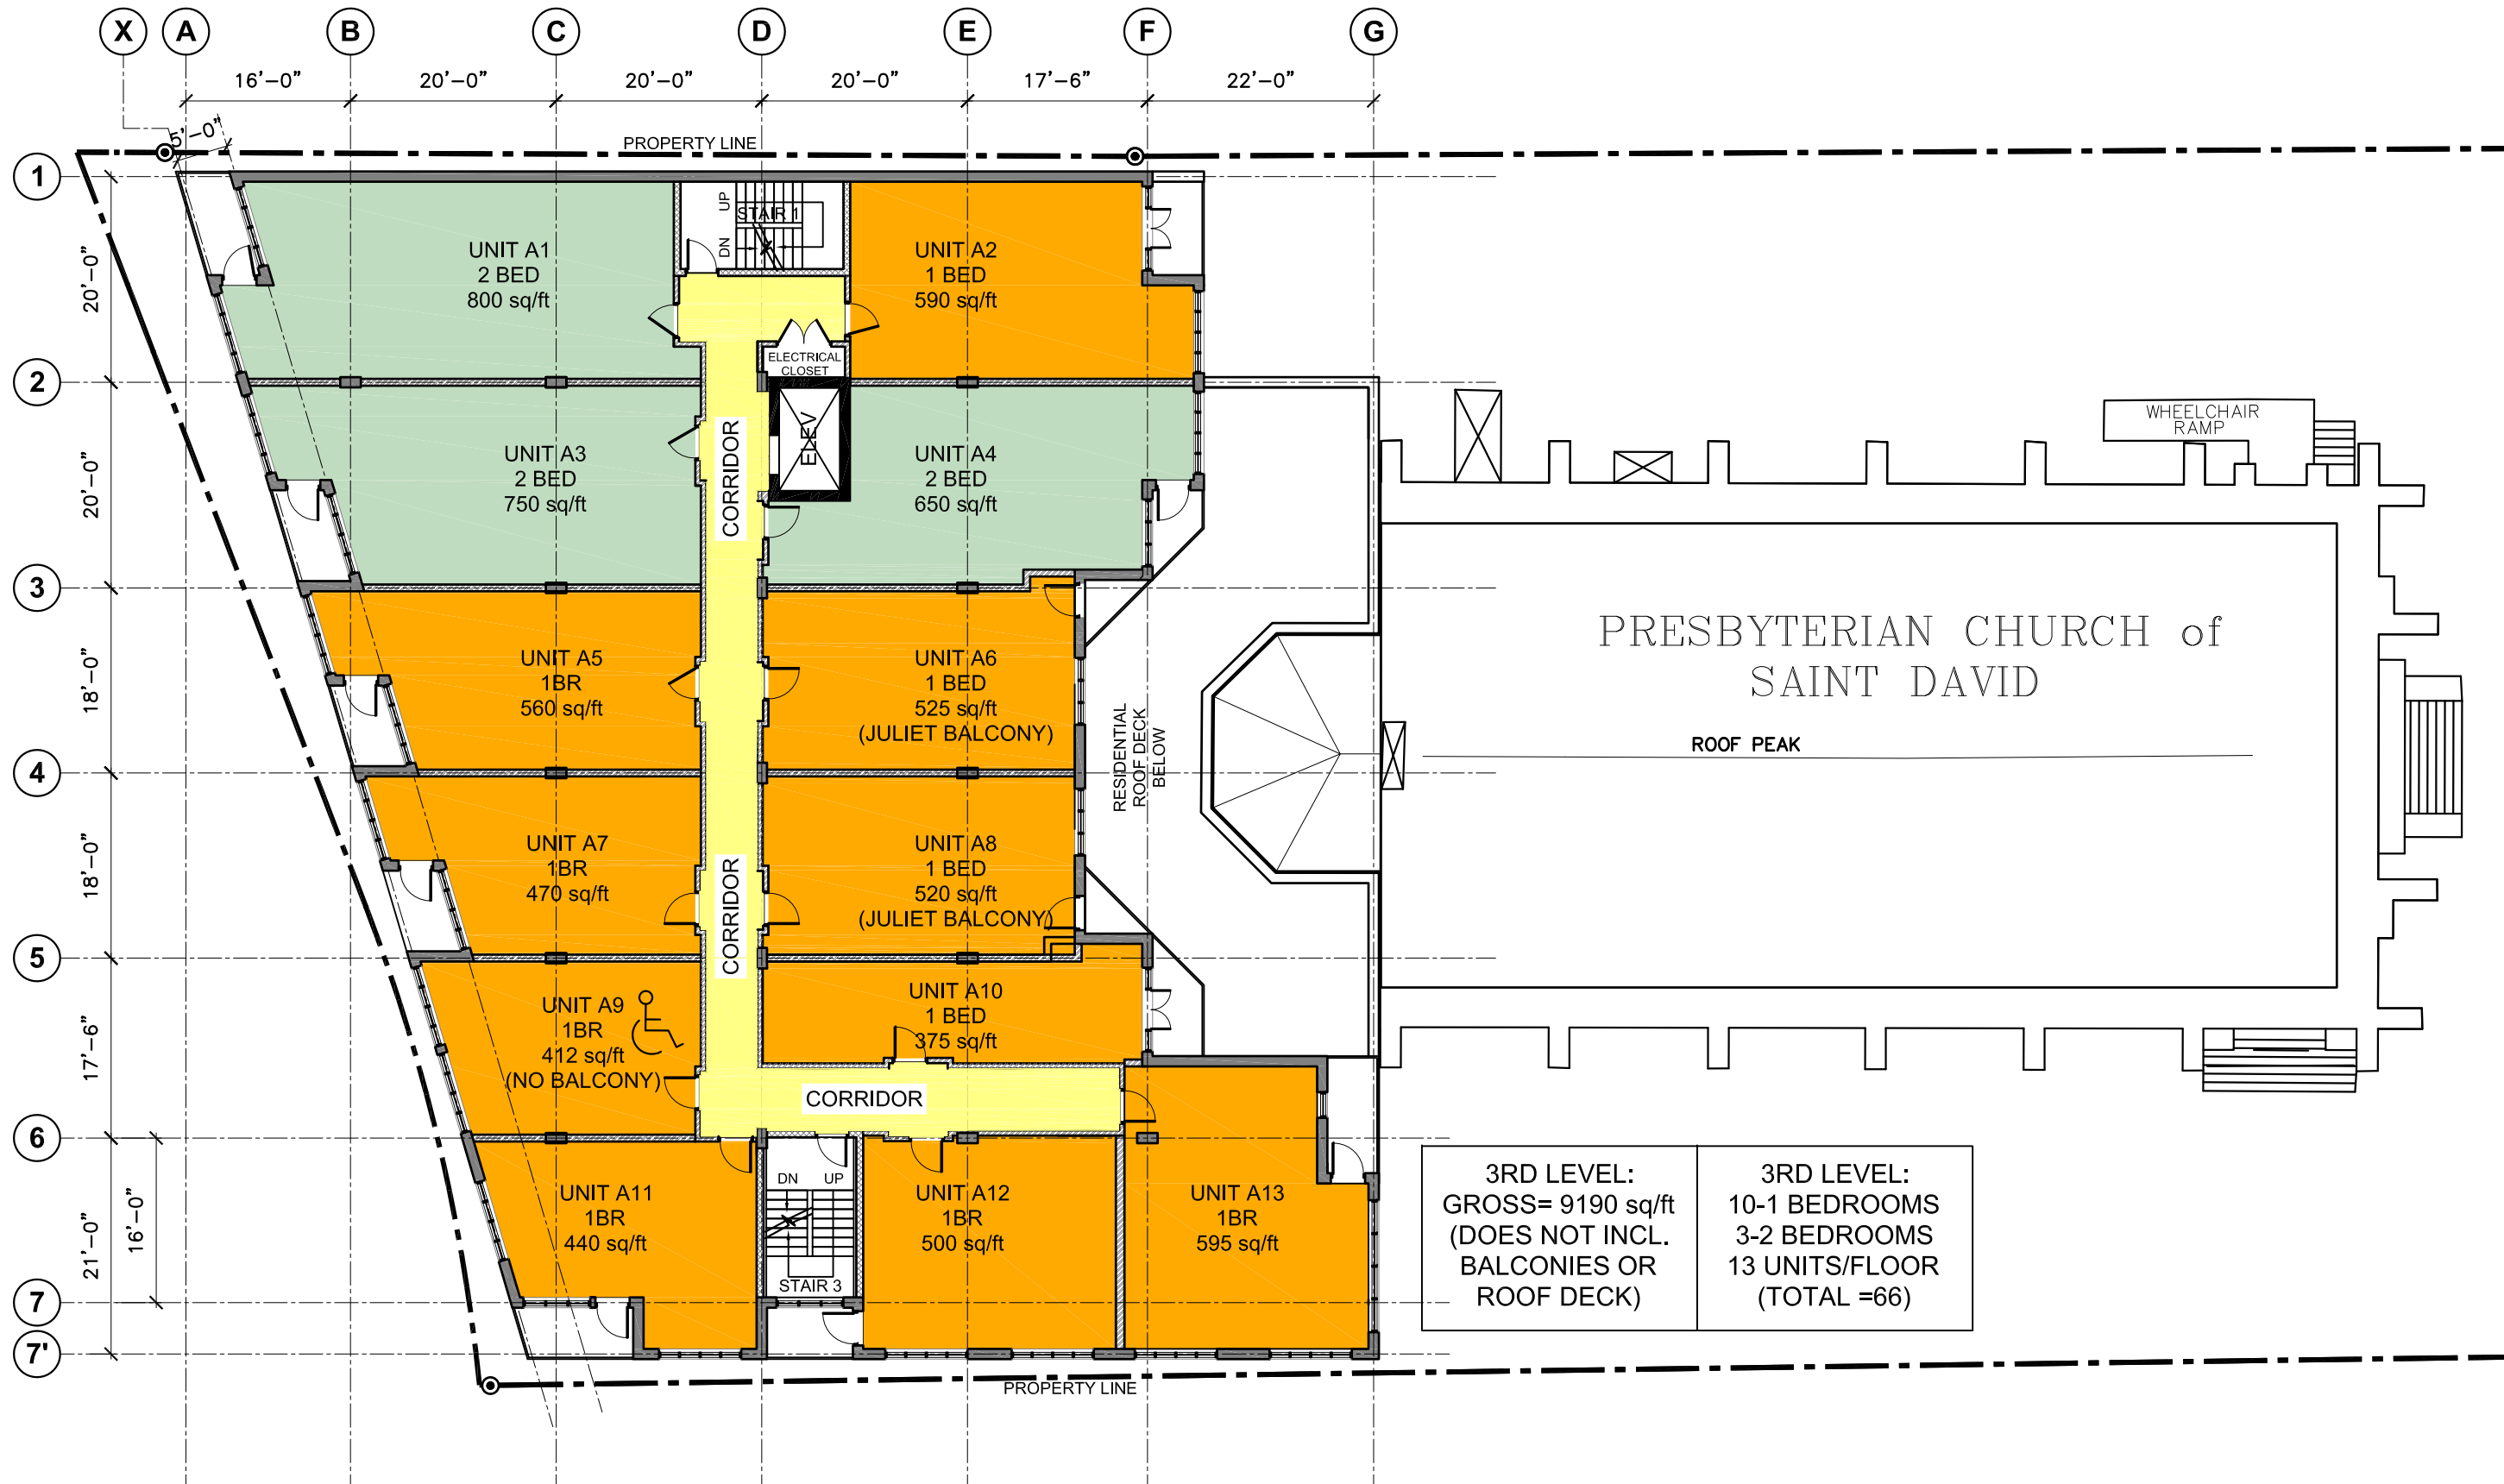 X A B C D E F G
16'-0" 20'-0" 20'-0" 20'-0" 17'-6" 22'-0"
5'-0"
PROPERTY LINE
1
2
3
4
5
6
7
7'
20'-0"
20'-0"
18'-0"
18'-0"
17'-6"
21'-0"
16'-0"
UNIT A1
2 BED
800 sq/ft
UP
DN
STAIR 1
UNIT A2
1 BED
590 sq/ft
ELECTRICAL
CLOSET
UNIT A3
2 BED
750 sq/ft
CORRIDOR
ELEV
UNIT A4
2 BED
650 sq/ft
UNIT A5
1BR
560 sq/ft
UNIT A6
1 BED
525 sq/ft
(JULIET BALCONY)
RESIDENTIAL
ROOF DECK
BELOW
UNIT A7
1BR
470 sq/ft
CORRIDOR
UNIT A8
1 BED
520 sq/ft
(JULIET BALCONY)
UNIT A9
1BR
412 sq/ft
(NO BALCONY)
UNIT A10
1 BED
375 sq/ft
CORRIDOR
UNIT A11
1BR
440 sq/ft
DN UP
STAIR 3
UNIT A12
1BR
500 sq/ft
UNIT A13
1BR
595 sq/ft
PROPERTY LINE
WHEELCHAIR
RAMP
PRESBYTERIAN CHURCH of
SAINT DAVID
ROOF PEAK
3RD LEVEL:
GROSS= 9190 sq/ft
(DOES NOT INCL.
BALCONIES OR
ROOF DECK)
3RD LEVEL:
10-1 BEDROOMS
3-2 BEDROOMS
13 UNITS/FLOOR
(TOTAL =66)